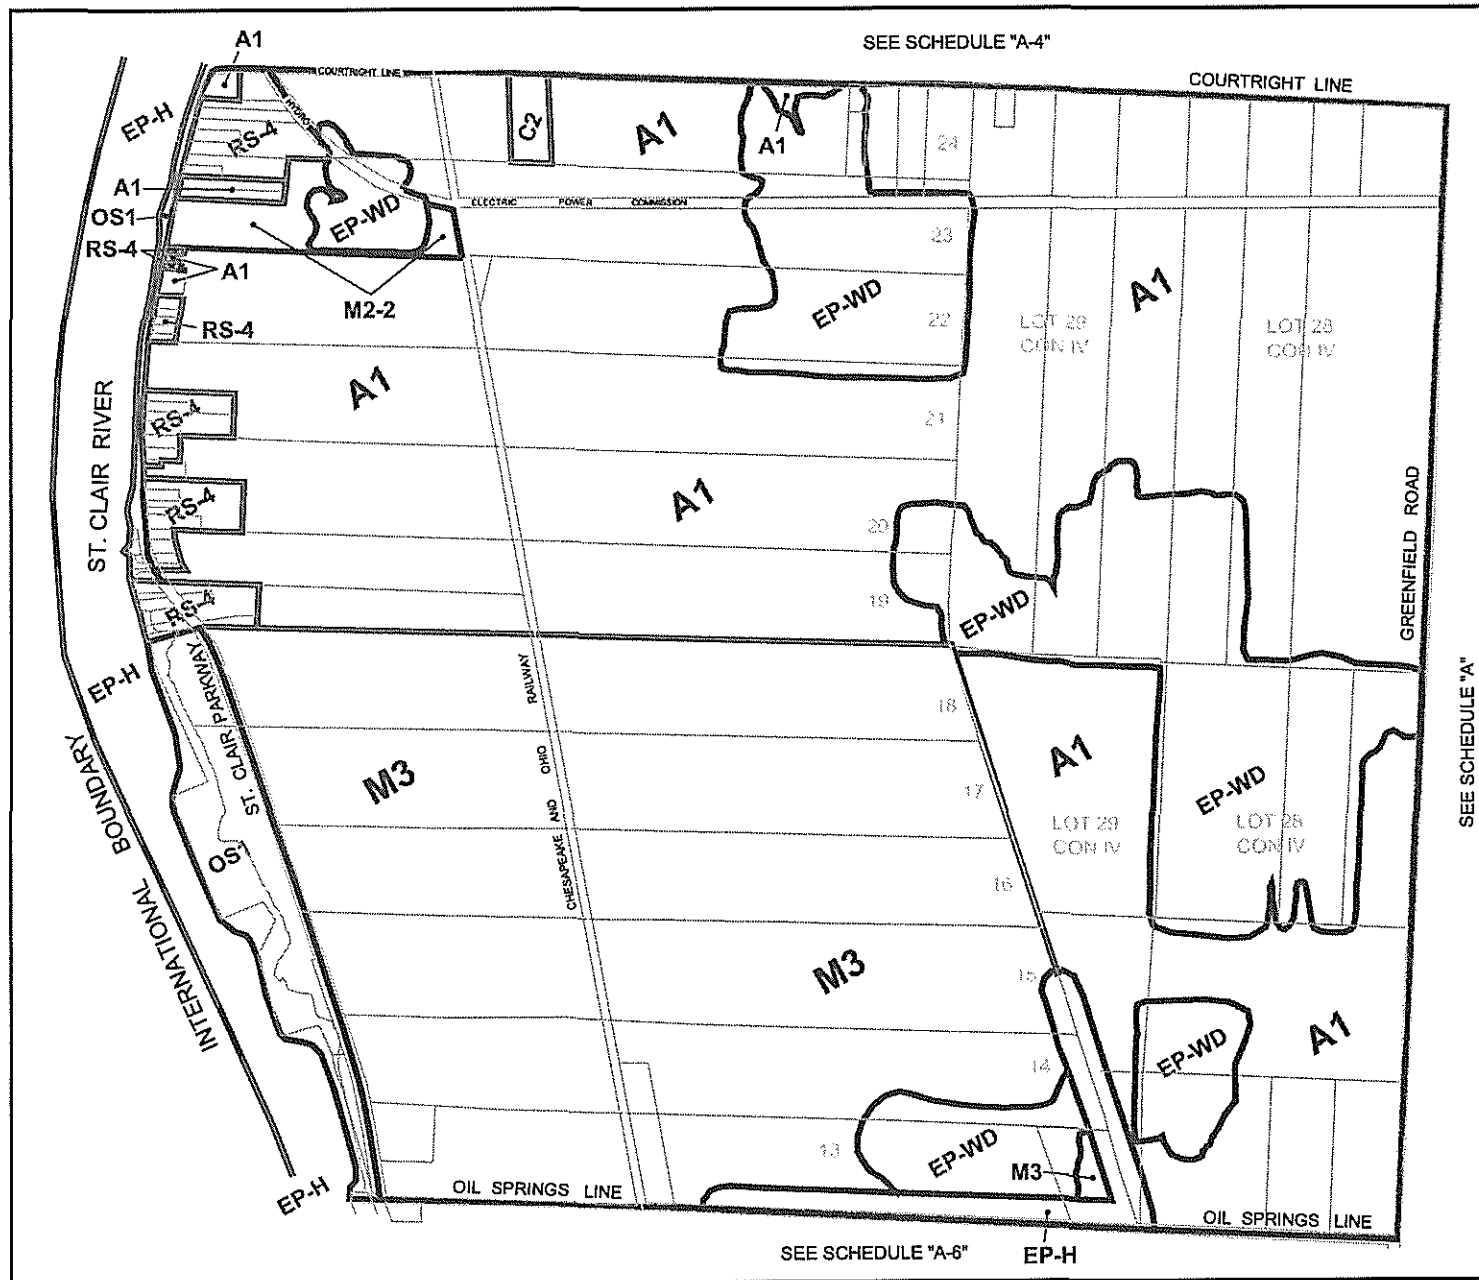 SEE SCHEDULE "A-4"
A1
COURTRIGHT LINE
COURTRIGHT LINE
EP-H
HYDRO
RS-4
C2
A1
A1
24
A1
ELECTRIC POWER COMMISSION
OS1
EP-WD
23
RS-4
A1
M2-2
EP-WD
A1
RS-4
22
LOT 29
CON IV
LOT 28
CON IV
A1
RS-4
21
ST. CLAIR RIVER
A1
RS-4
20
GREENFIELD ROAD
RS-4
19
EP-WD
EP-H
ST. CLAIR PARKWAY
RAILWAY
18
SEE SCHEDULE "A"
A1
OHIO
M3
17
EP-WD
INTERNATIONAL BOUNDARY
LOT 29
CON IV
LOT 28
CON IV
OS1
CHESAPEAKE AND
16
M3
15
A1
EP-WD
14
13
EP-WD
M3
EP-H
OIL SPRINGS LINE
OIL SPRINGS LINE
SEE SCHEDULE "A-6"
EP-H